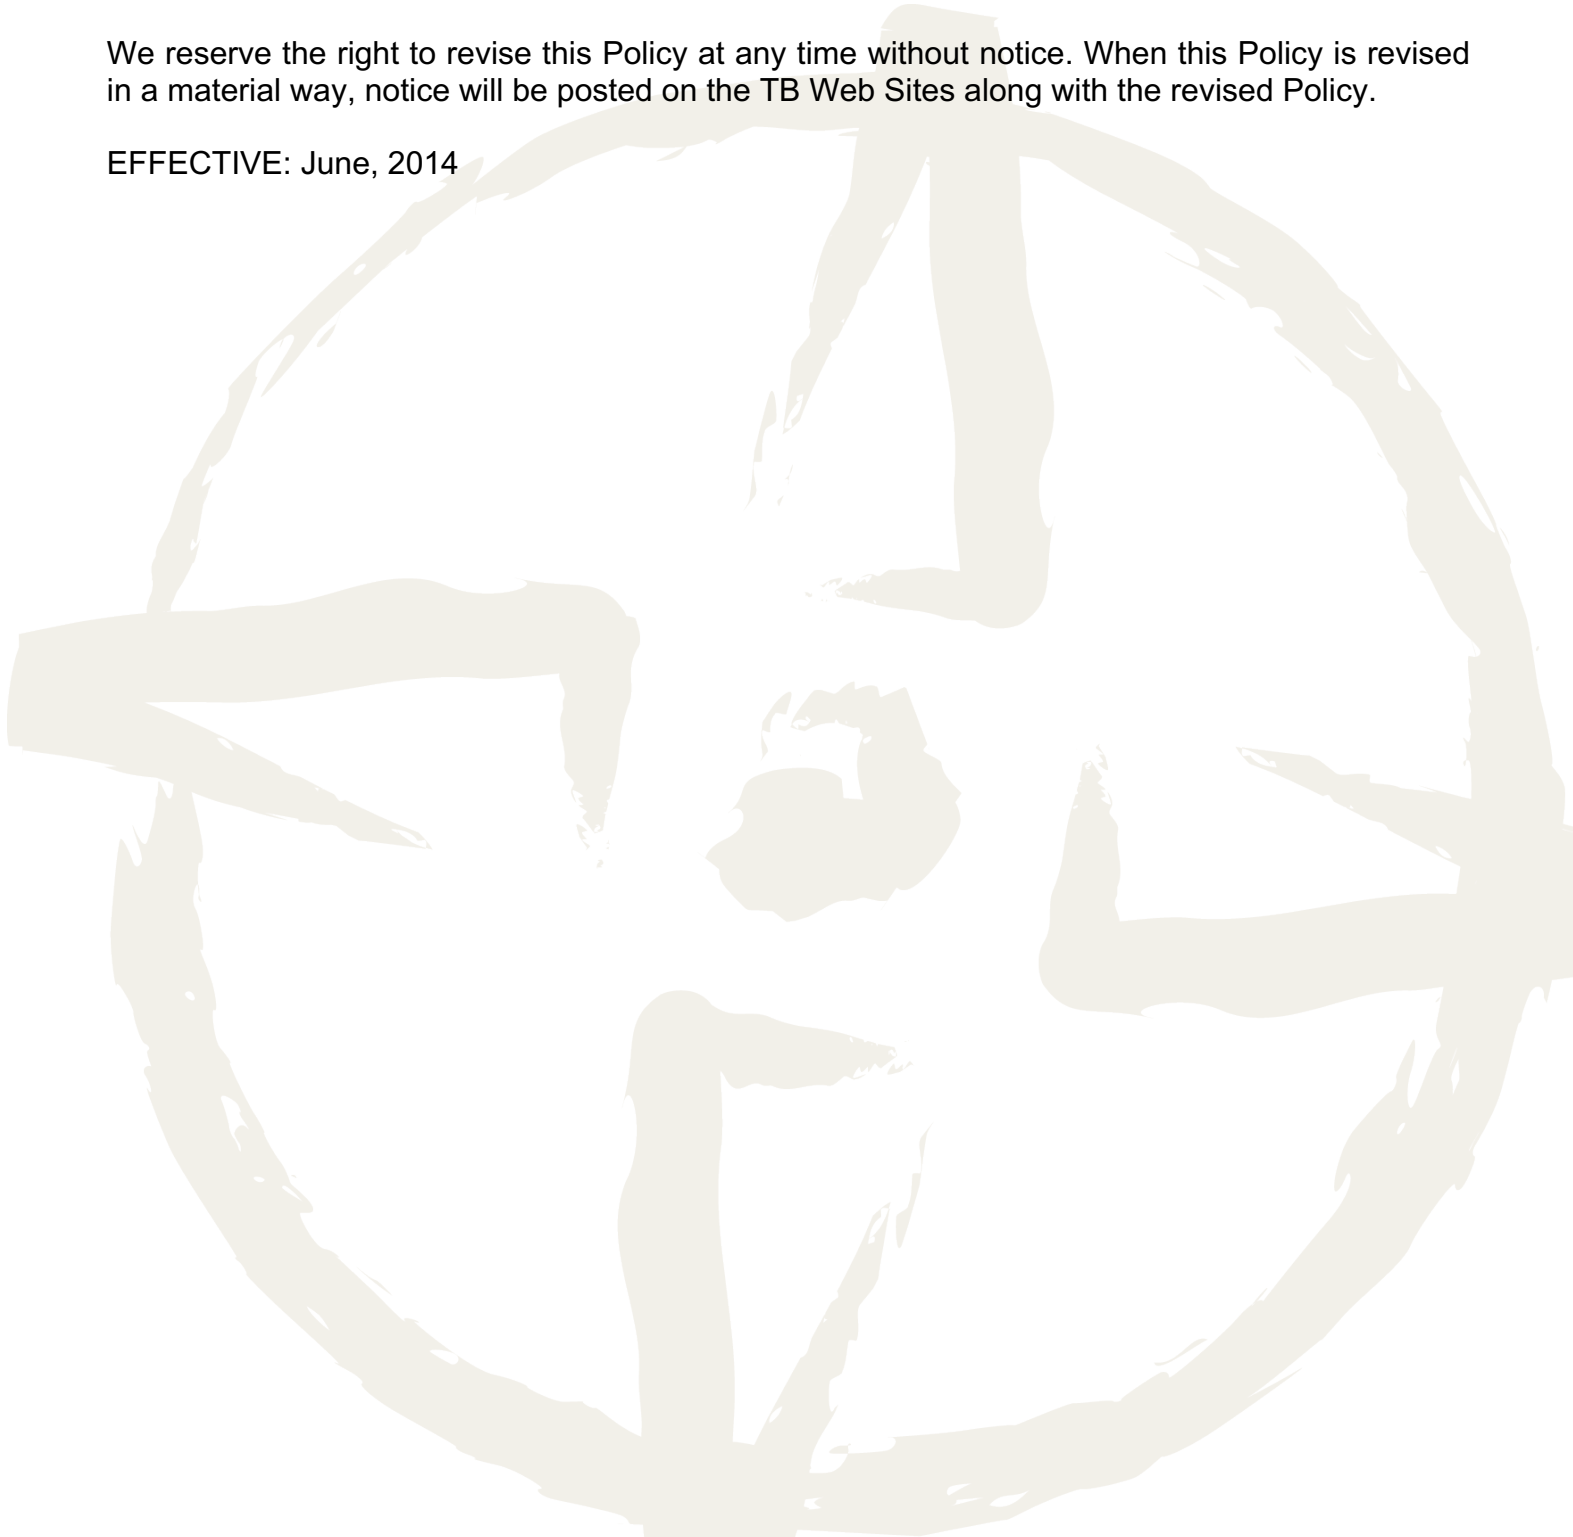 We reserve the right to revise this Policy at any time without notice. When this Policy is revised
in a material way, notice will be posted on the TB Web Sites along with the revised Policy.
EFFECTIVE: June, 2014